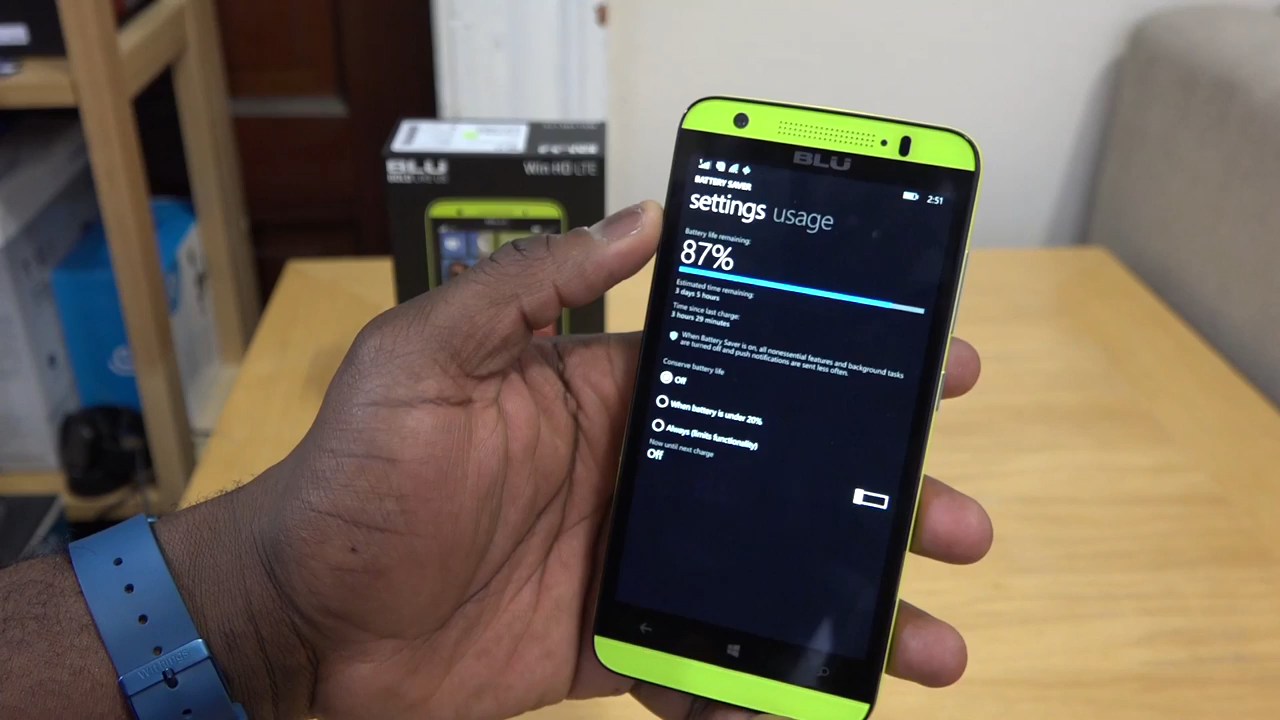 BLU
Win HD LTE
BLU
2:51
BATTERY SAVER
settings usage
Battery life remaining:
87%
Estimated time remaining:
3 days 5 hours
Time since last charge:
3 hours 29 minutes
When Battery Saver is on, all nonessential features and background tasks
are turned off and push notifications are sent less often.
Conserve battery life
Off
When battery is under 20%
Always (limits functionality)
Now until next charge
Off
Withings